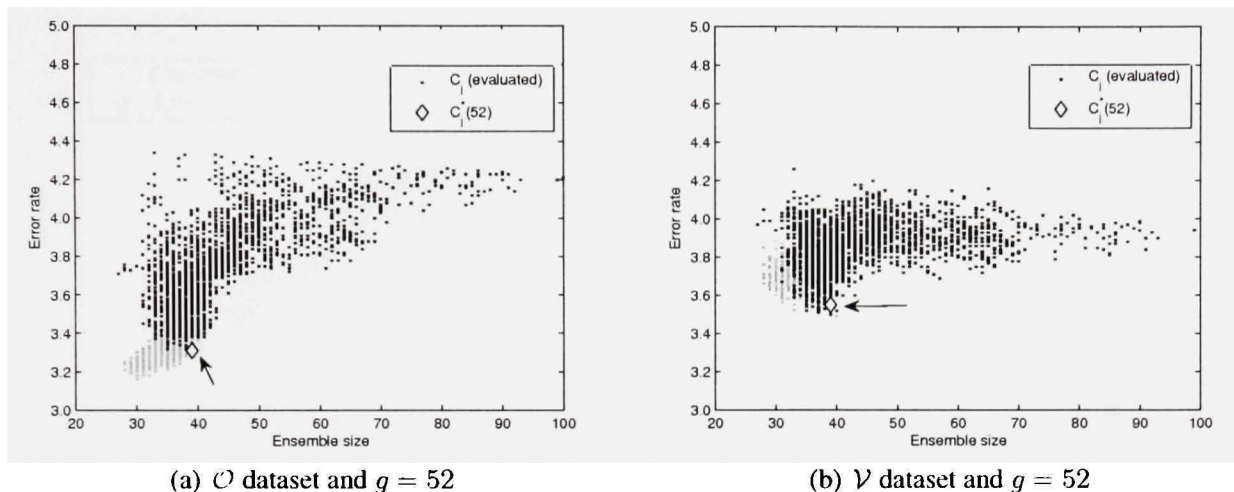 5.0
4.8
4.6
4.4
4.2
4.0
3.8
3.6
3.4
3.2
3.0
Error rate
20 30 40 50 60 70 80 90 100
Ensemble size
C_j (evaluated)
C*_j(52)
(a) O dataset and g = 52
5.0
4.8
4.6
4.4
4.2
4.0
3.8
3.6
3.4
3.2
3.0
Error rate
20 30 40 50 60 70 80 90 100
Ensemble size
C_j (evaluated)
C*_j(52)
(b) V dataset and g = 52